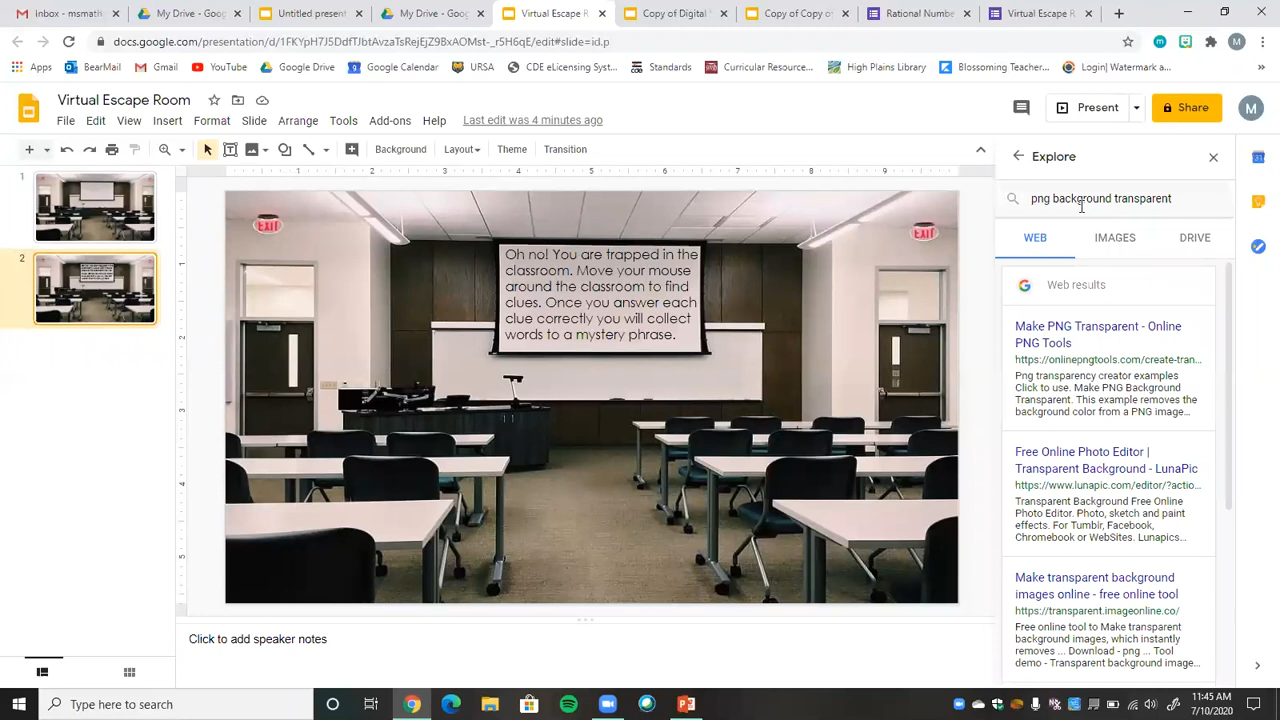 Inbox - msmath
My Drive - Goog
Untitled present
My Drive - Goog
Virtual Escape R
Copy of Digital
Copy of Copy of
Rational Numbe
Virtual Escape R
docs.google.com/presentation/d/1FKYpH7J5DdfTJbtAvzaTsRejEjZ9BxAOMst-_r5H6qE/edit#slide=id.p
Apps
BearMail
Gmail
YouTube
Google Drive
Google Calendar
URSA
CDE eLicensing Syst...
Standards
Curricular Resource...
High Plains Library
Blossoming Teacher...
Login| Watermark a...
Virtual Escape Room
Present
Share
M
File Edit View Insert Format Slide Arrange Tools Add-ons Help Last edit was 4 minutes ago
Background Layout Theme Transition
1
2
EXIT
EXIT
Oh no! You are trapped in the
classroom. Move your mouse
around the classroom to find
clues. Once you answer each
clue correctly you will collect
words to a mystery phrase.
Click to add speaker notes
Explore
png background transparent
WEB IMAGES DRIVE
Web results
Make PNG Transparent - Online
PNG Tools
https://onlinepngtools.com/create-tran...
Png transparency creator examples
Click to use. Make PNG Background
Transparent. This example removes the
background color from a PNG image...
Free Online Photo Editor |
Transparent Background - LunaPic
https://www.lunapic.com/editor/?actio...
Transparent Background Free Online
Photo Editor. Photo, sketch and paint
effects. For Tumblr, Facebook,
Chromebook or WebSites. Lunapics...
Make transparent background
images online - free online tool
https://transparent.imageonline.co/
Free online tool to Make transparent
background images, which instantly
removes ... Download - png ... Tool
demo - Transparent background image...
Type here to search
11:45 AM
7/10/2020